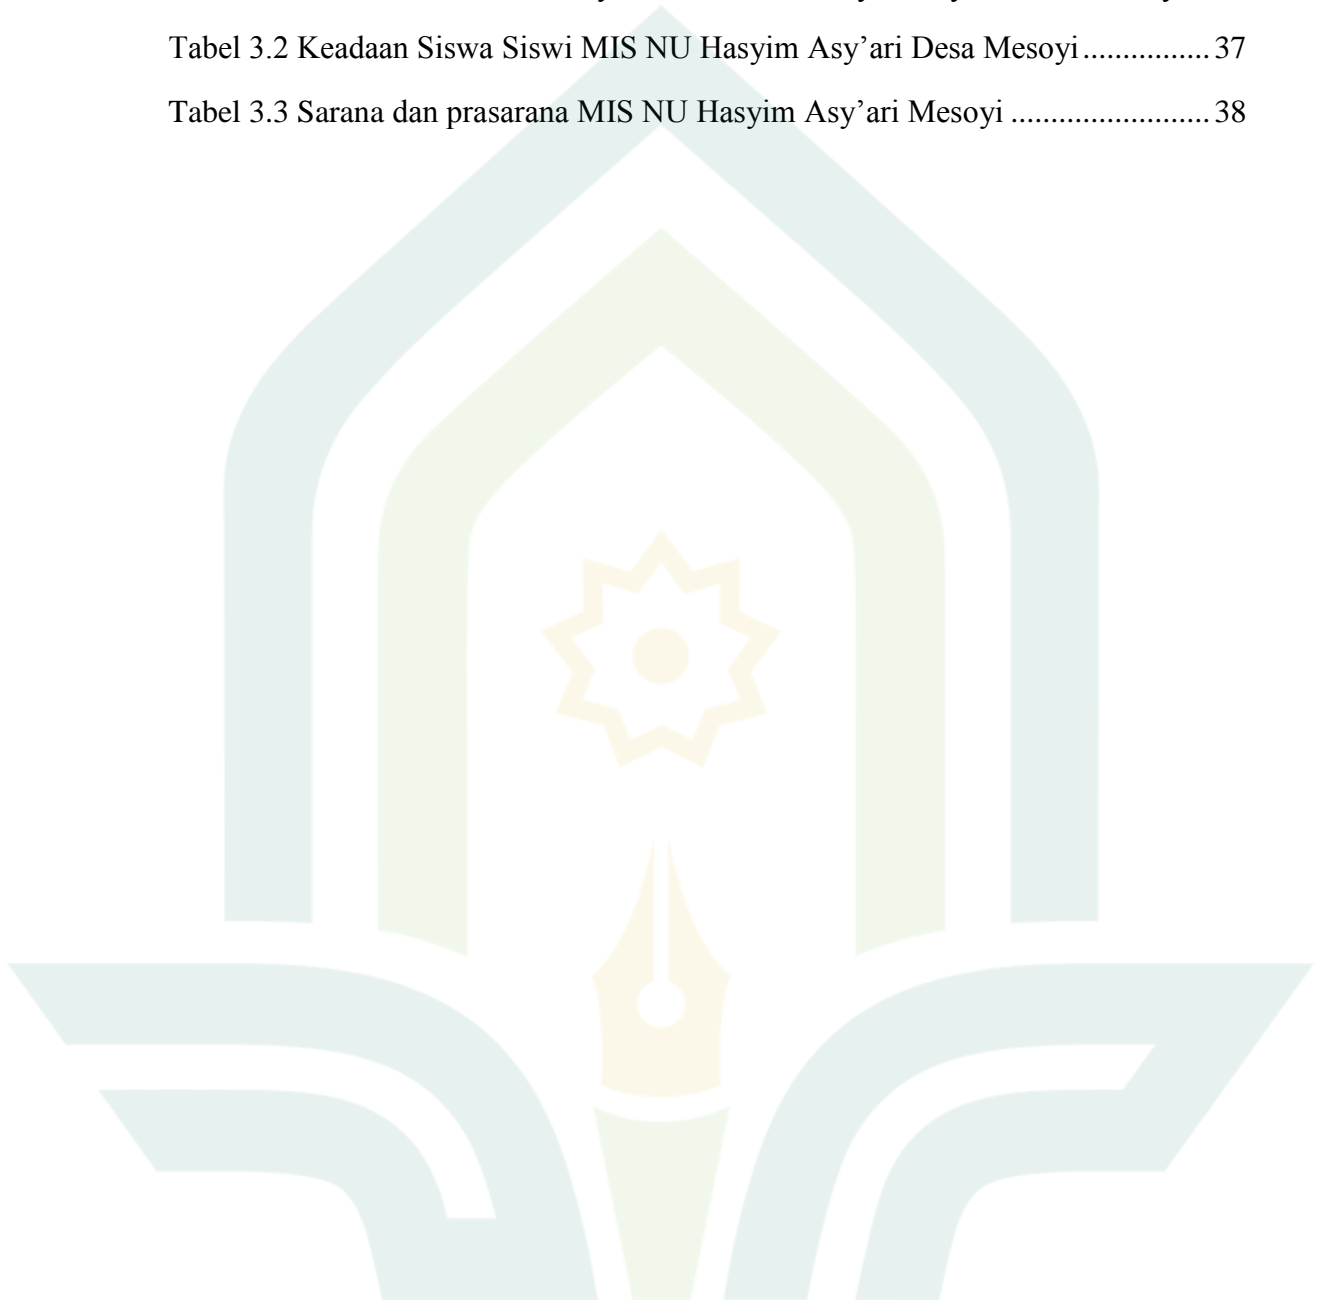 Tabel 3.2 Keadaan Siswa Siswi MIS NU Hasyim Asy’ari Desa Mesoyi ................ 37
Tabel 3.3 Sarana dan prasarana MIS NU Hasyim Asy’ari Mesoyi ......................... 38